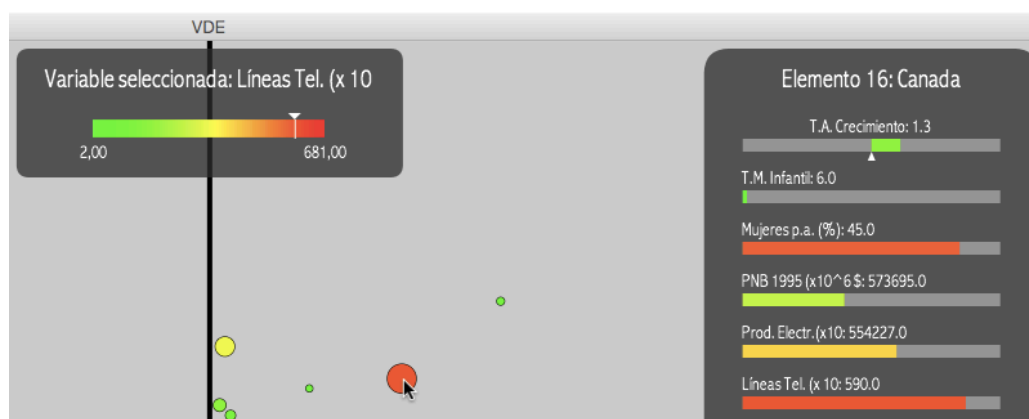 VDE
Variable seleccionada: Líneas Tel. (x 10
2,00
681,00
Elemento 16: Canada
T.A. Crecimiento: 1.3
T.M. Infantil: 6.0
Mujeres p.a. (%): 45.0
PNB 1995 (x10^6 $: 573695.0
Prod. Electr.(x10: 554227.0
Líneas Tel. (x 10: 590.0